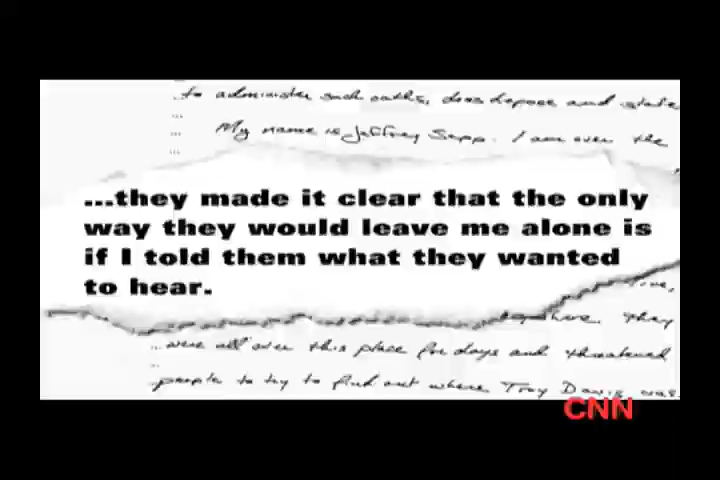 to administer such oaths, does depose and state
My name is Jeffrey Sapp. I am over the
...they made it clear that the only
way they would leave me alone is
if I told them what they wanted
to hear.
They
...were all over this place for days and threatened
people to try to find out where Troy Davis was
CNN